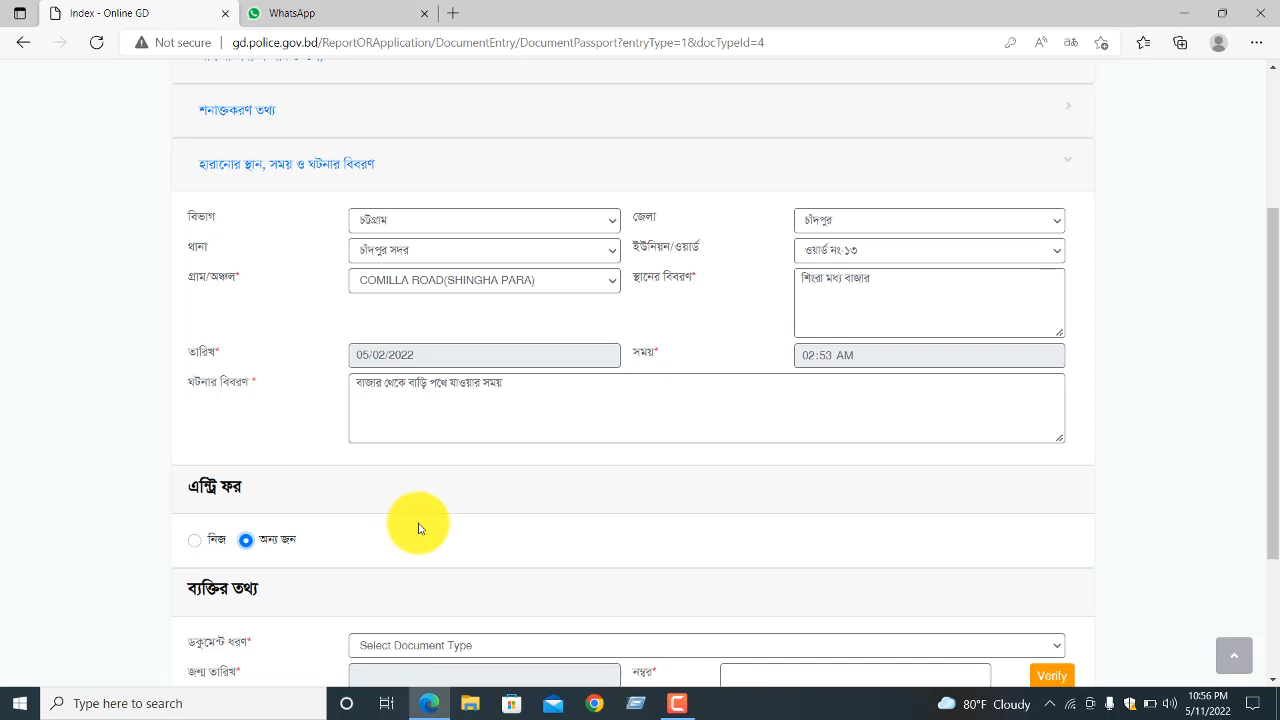 Index - Online GD
WhatsApp
Not secure gd.police.gov.bd/ReportORApplication/DocumentEntry/DocumentPassport?entryType=1&docTypeId=4
শনাক্তকরণ তথ্য
হারানোর স্থান, সময় ও ঘটনার বিবরণ
বিভাগ চট্টগ্রাম জেলা চাঁদপুর
থানা চাঁদপুর সদর ইউনিয়ন/ওয়ার্ড ওয়ার্ড নং-১৩
গ্রাম/অঞ্চল* COMILLA ROAD(SHINGHA PARA) স্থানের বিবরণ* শিংরা মধ্য বাজার
তারিখ* 05/02/2022 সময়* 02:53 AM
ঘটনার বিবরণ * বাজার থেকে বাড়ি পথে যাওয়ার সময়
এন্ট্রি ফর
নিজ অন্য জন
ব্যক্তির তথ্য
ডকুমেন্ট ধরণ* Select Document Type
জন্ম তারিখ* নম্বর* Verify
Type here to search
80°F Cloudy
10:56 PM
5/11/2022